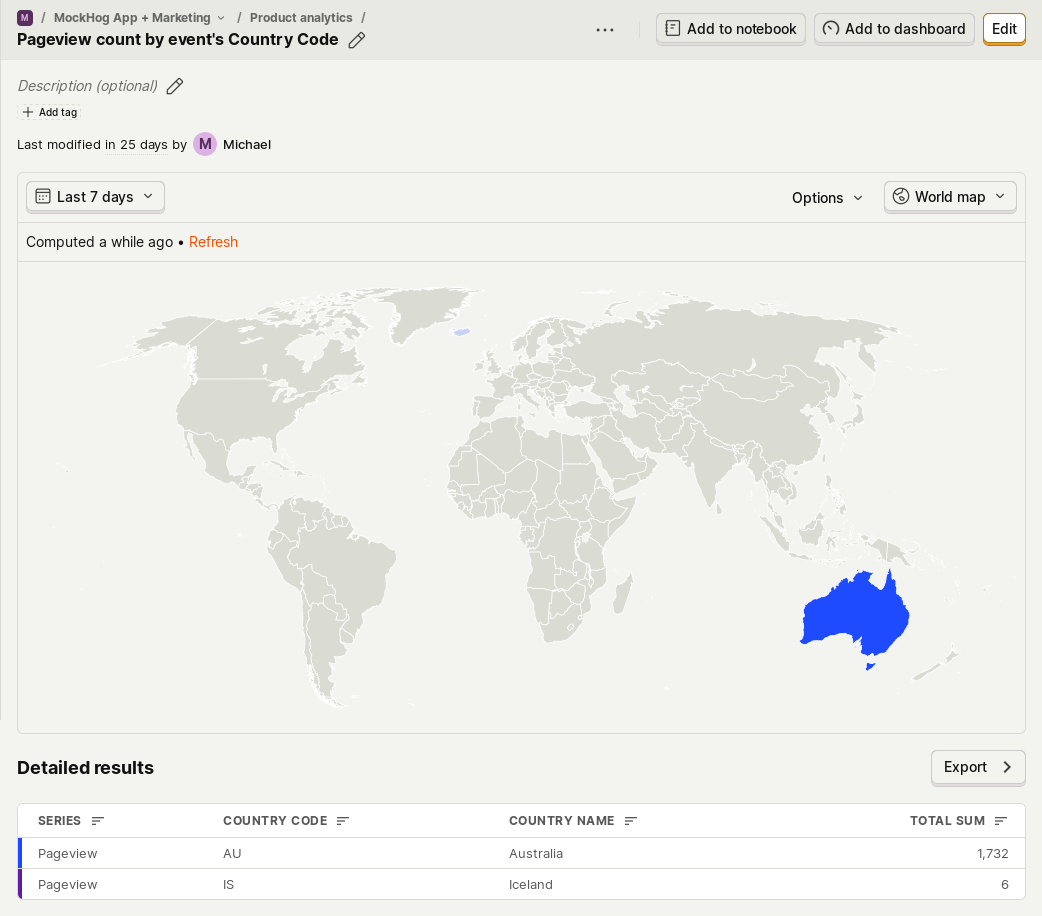 M / MockHog App + Marketing / Product analytics /
Pageview count by event's Country Code
Add to notebook
Add to dashboard
Edit
Description (optional)
Add tag
Last modified in 25 days by M Michael
Last 7 days
Options
World map
Computed a while ago • Refresh
Detailed results
Export
SERIES COUNTRY CODE COUNTRY NAME TOTAL SUM
Pageview AU Australia 1,732
Pageview IS Iceland 6